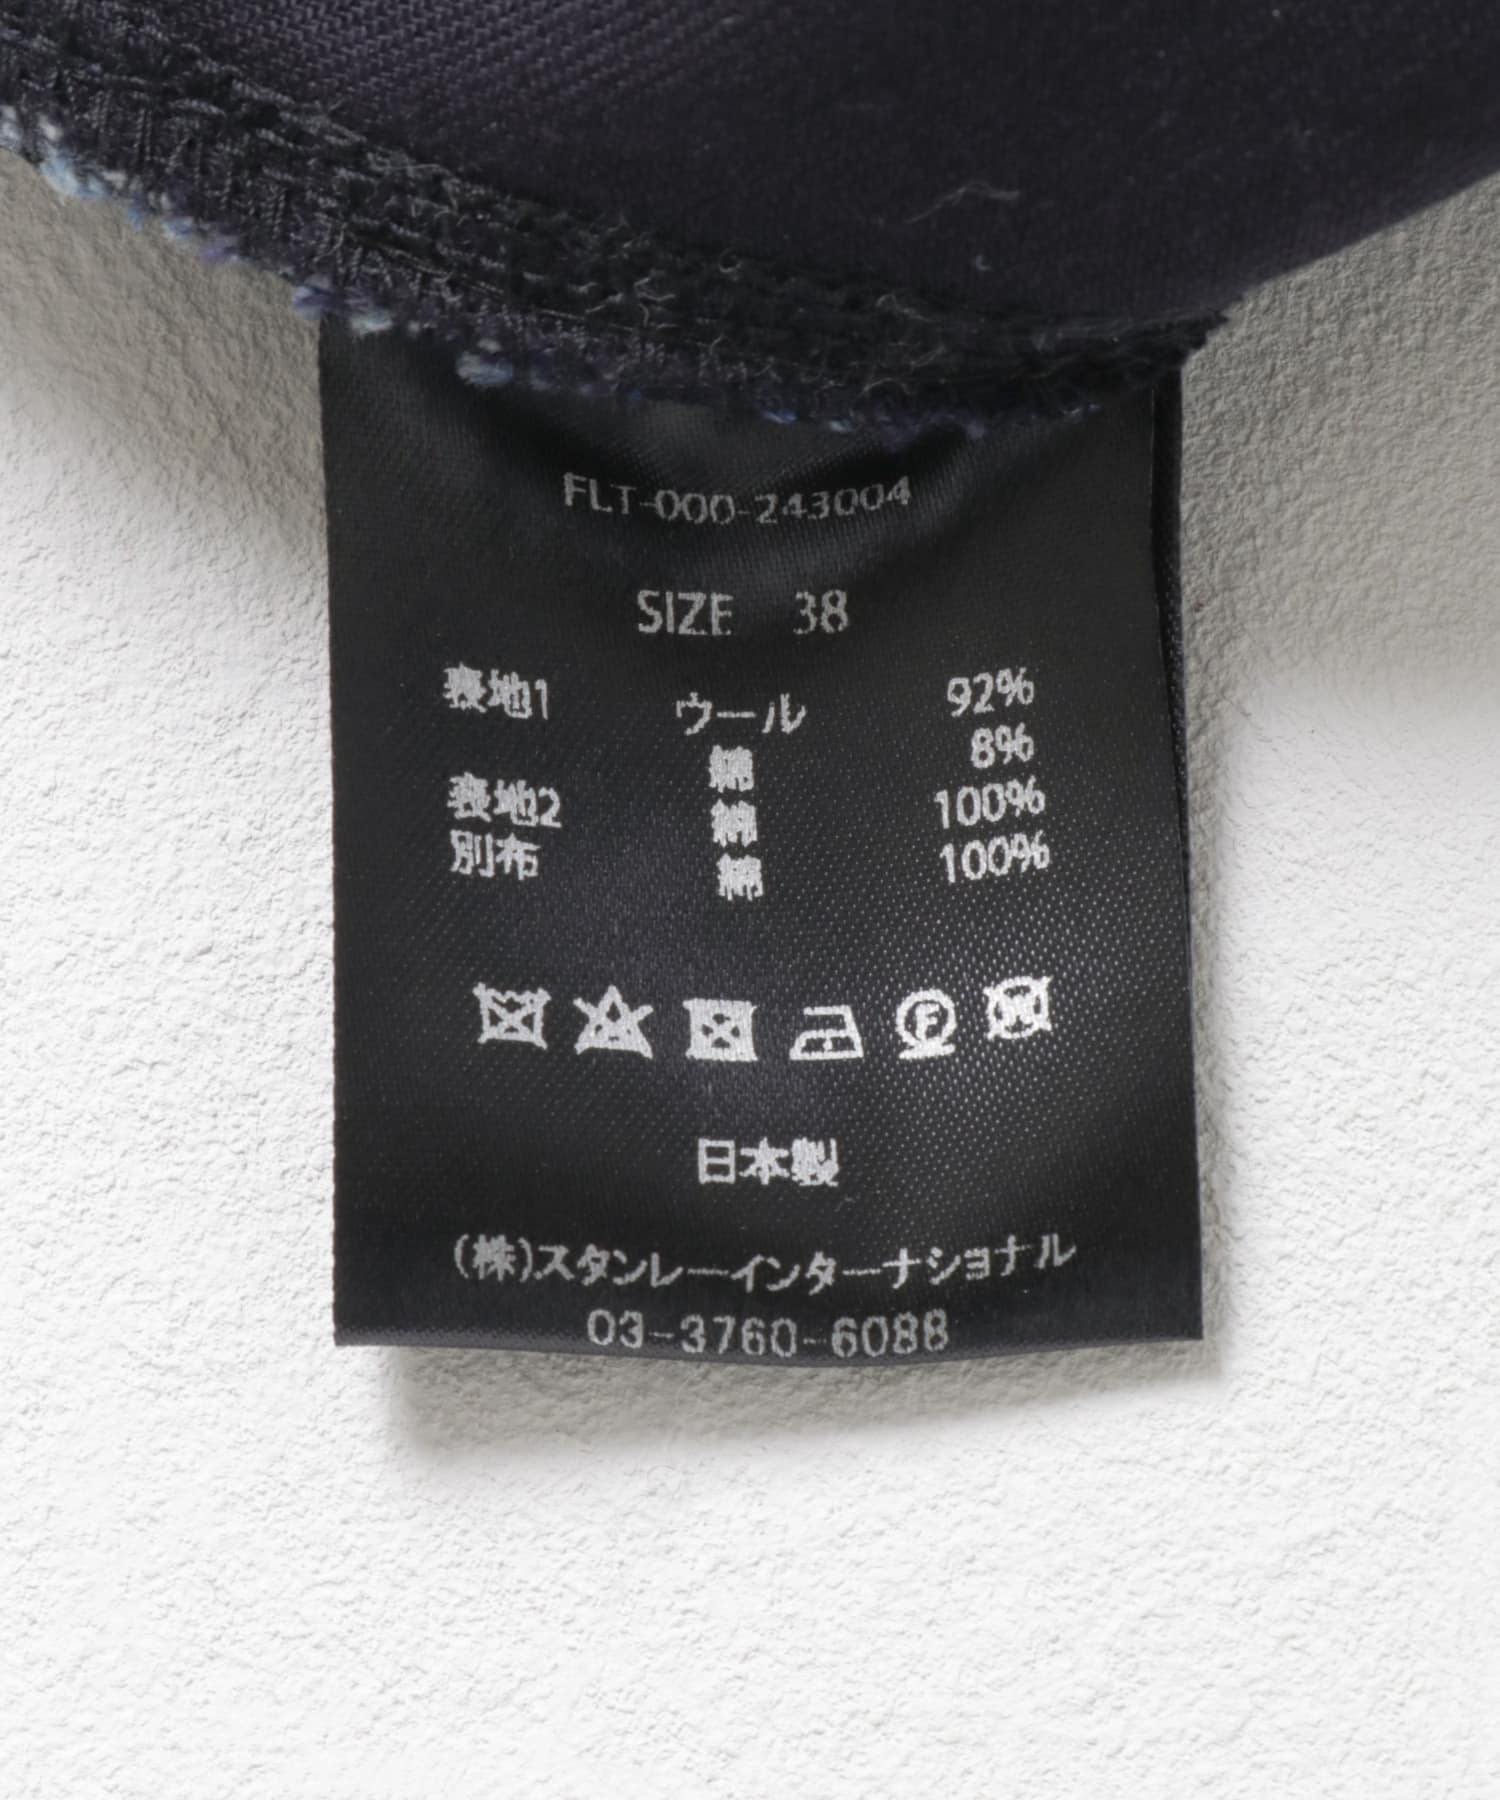 FLT-000-243004
SIZE 38
表地1 ウール 92%
綿 8%
表地2 綿 100%
別布 綿 100%
F W
日本製
(株)スタンレーインターナショナル
03-3760-6088